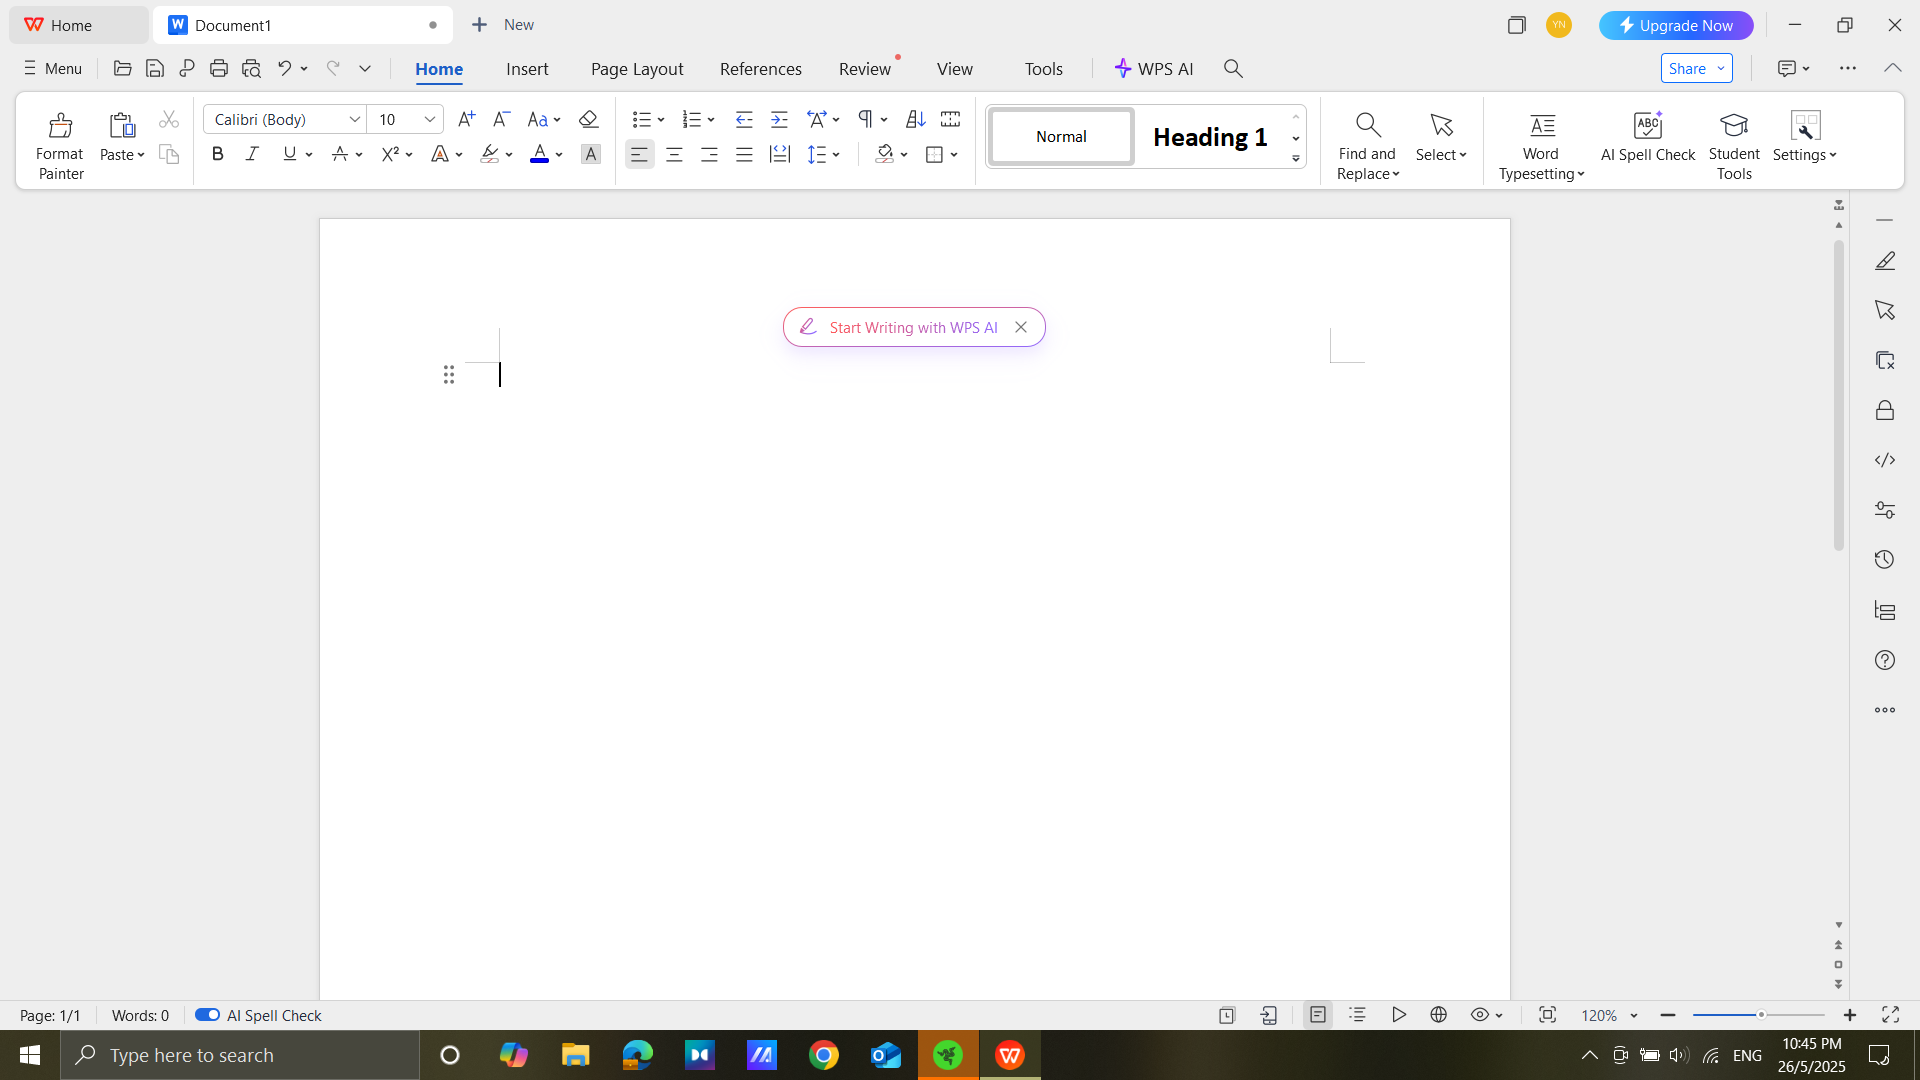 Home
Document1
New
YN
Upgrade Now
Menu
Home
Insert
Page Layout
References
Review
View
Tools
WPS AI
Share
Format
Painter
Paste
Calibri (Body)
10
Normal
Heading 1
Find and
Replace
Select
Word
Typesetting
AI Spell Check
Student
Tools
Settings
Start Writing with WPS AI
Page: 1/1
Words: 0
AI Spell Check
120%
Type here to search
ENG
10:45 PM
26/5/2025